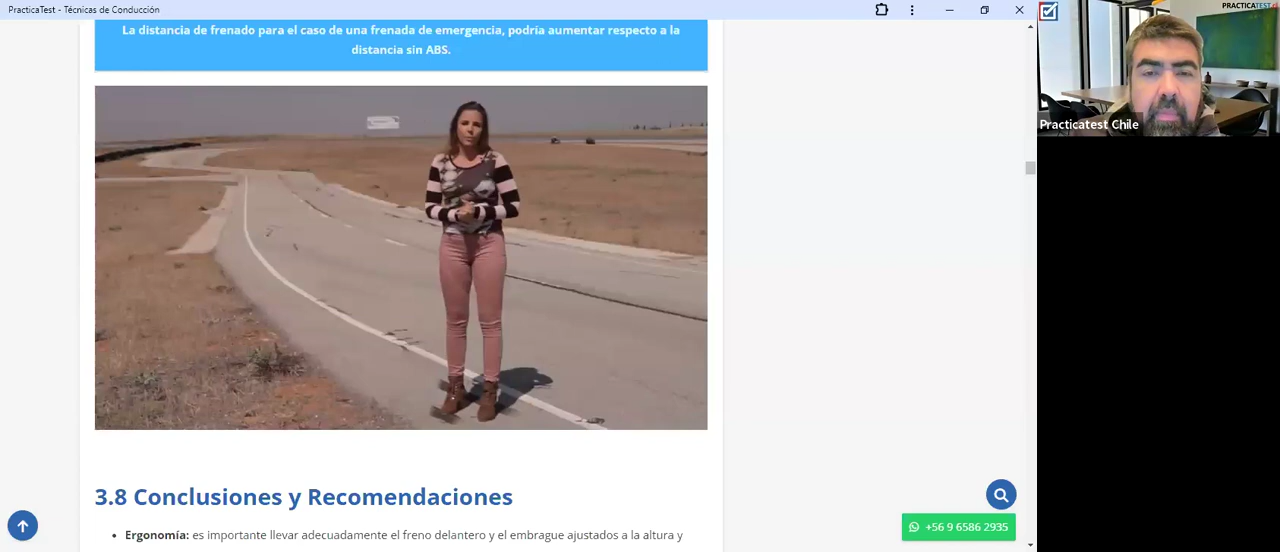 PracticaTest - Técnicas de Conducción
La distancia de frenado para el caso de una frenada de emergencia, podría aumentar respecto a la
distancia sin ABS.
PRACTICATEST
Practicatest Chile
3.8 Conclusiones y Recomendaciones
+56 9 6586 2935
• Ergonomía: es importante llevar adecuadamente el freno delantero y el embrague ajustados a la altura y